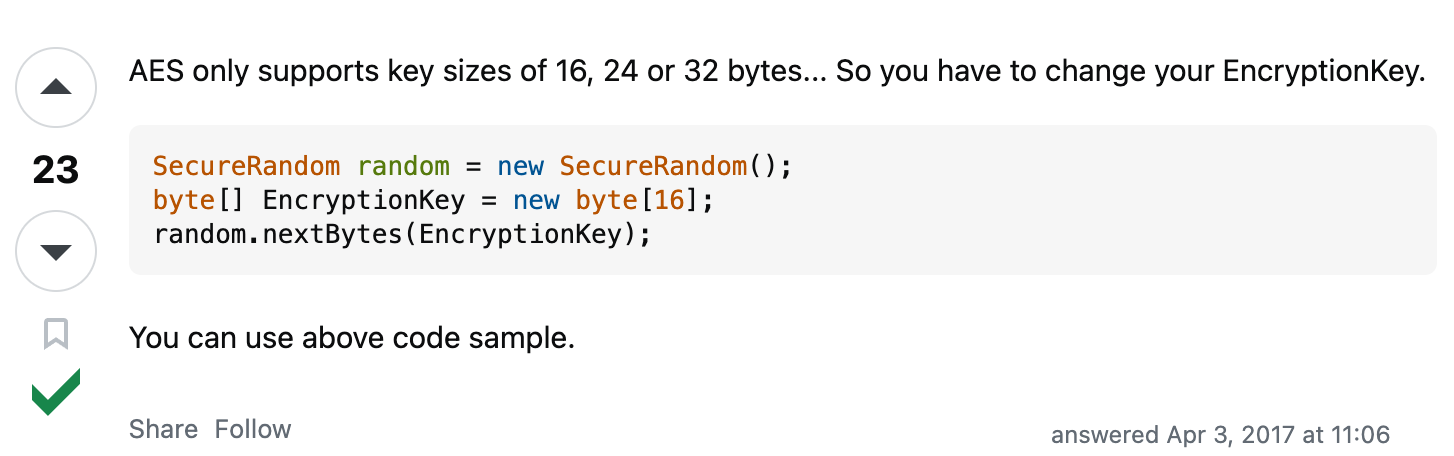 AES only supports key sizes of 16, 24 or 32 bytes... So you have to change your EncryptionKey.
23
SecureRandom random = new SecureRandom();
byte[] EncryptionKey = new byte[16];
random.nextBytes(EncryptionKey);
You can use above code sample.
Share Follow
answered Apr 3, 2017 at 11:06